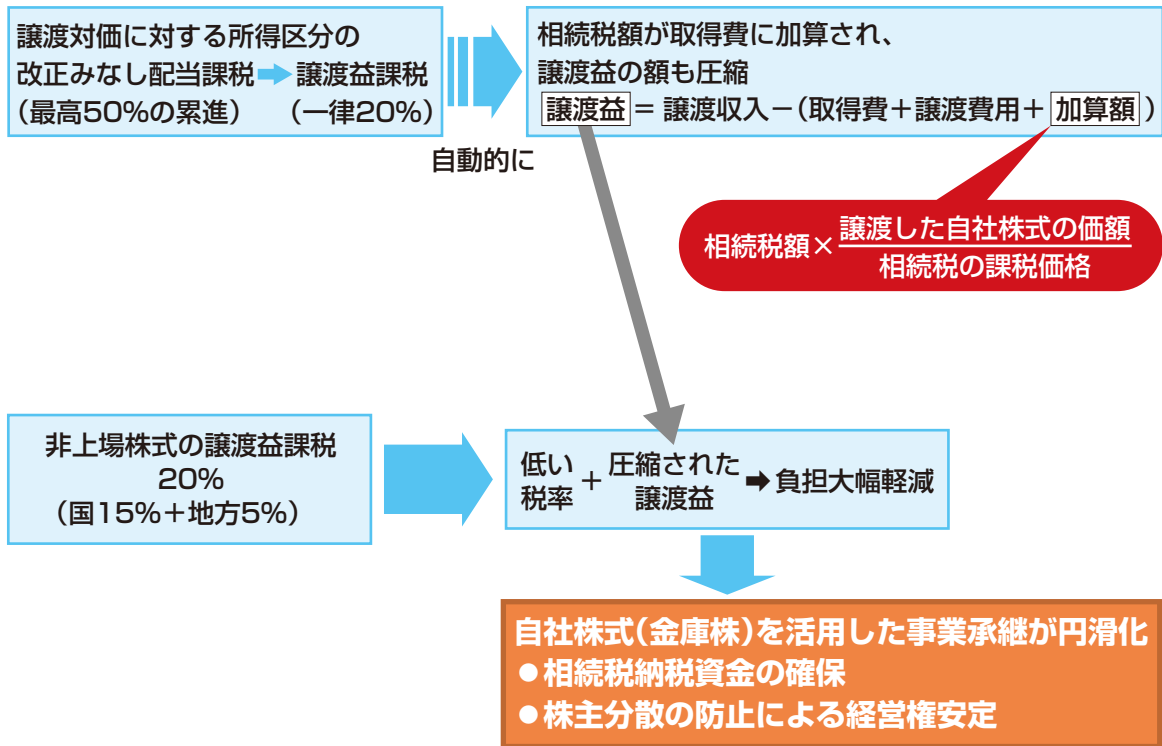 譲渡対価に対する所得区分の
改正みなし配当課税➡譲渡益課税
(最高50%の累進) (一律20%)
自動的に
相続税額が取得費に加算され、
譲渡益の額も圧縮
譲渡益=譲渡収入−(取得費+譲渡費用+加算額)
相続税額×譲渡した自社株式の価額
相続税の課税価格
非上場株式の譲渡益課税
20%
(国15%+地方5%)
低い 圧縮された
税率+譲渡益➡負担大幅軽減
自社株式(金庫株)を活用した事業承継が円滑化
●相続税納税資金の確保
●株主分散の防止による経営権安定